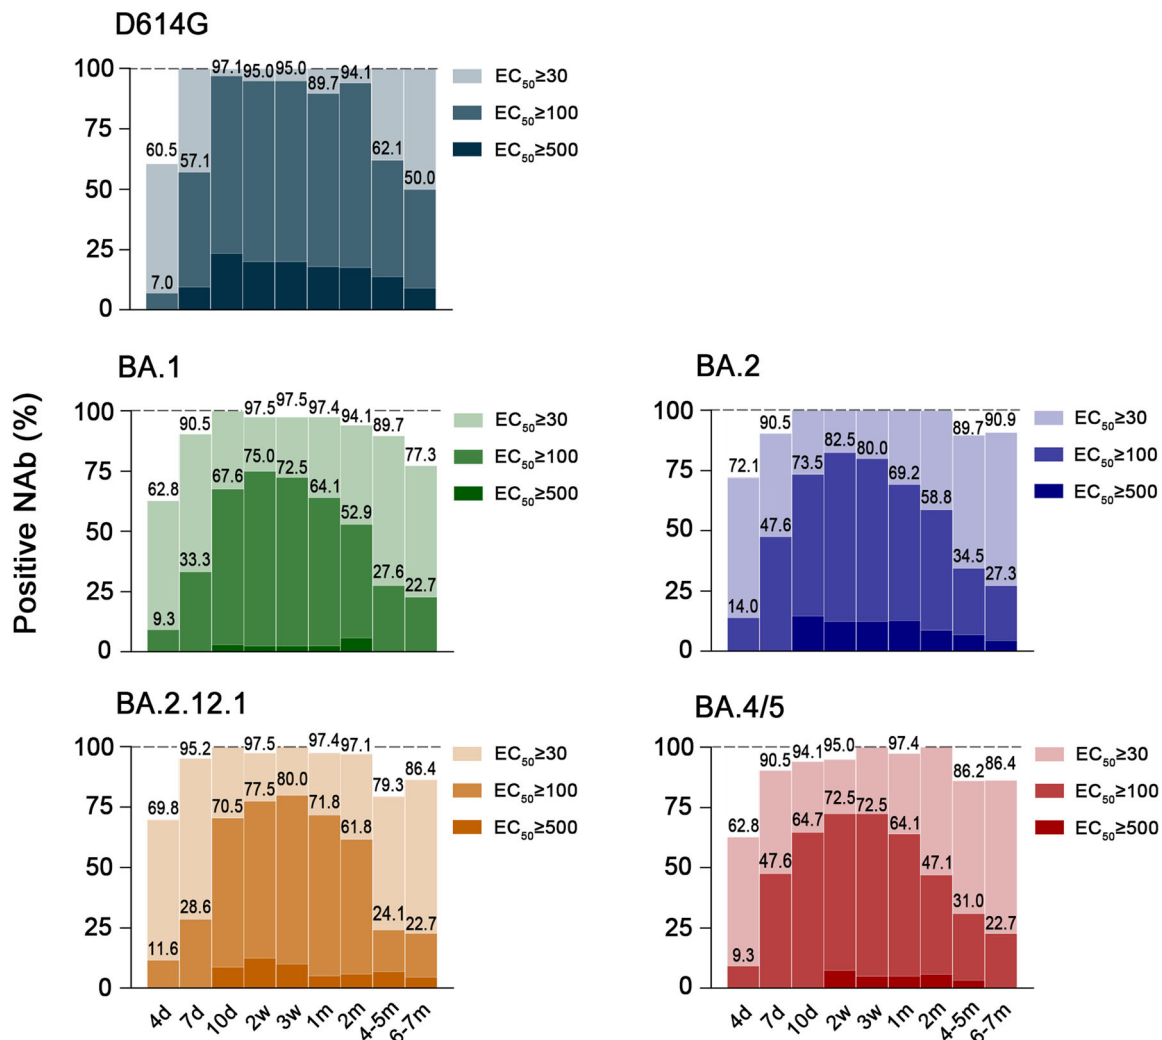 D614G
100
75
50
25
0
60.5
7.0
57.1
97.1
95.0
95.0
89.7
94.1
62.1
50.0
EC50≥30
EC50≥100
EC50≥500
Positive NAb (%)
BA.1
100
75
50
25
0
62.8
9.3
90.5
33.3
67.6
97.5
75.0
97.5
72.5
97.4
64.1
94.1
52.9
89.7
27.6
77.3
22.7
EC50≥30
EC50≥100
EC50≥500
BA.2
100
75
50
25
0
72.1
14.0
90.5
47.6
73.5
82.5
80.0
69.2
58.8
89.7
34.5
90.9
27.3
EC50≥30
EC50≥100
EC50≥500
BA.2.12.1
100
75
50
25
0
69.8
11.6
95.2
28.6
70.5
97.5
77.5
80.0
97.4
71.8
97.1
61.8
79.3
24.1
86.4
22.7
EC50≥30
EC50≥100
EC50≥500
4d
7d
10d
2w
3w
1m
2m
4-5m
6-7m
BA.4/5
100
75
50
25
0
62.8
9.3
90.5
47.6
94.1
64.7
95.0
72.5
72.5
97.4
64.1
47.1
86.2
31.0
86.4
22.7
EC50≥30
EC50≥100
EC50≥500
4d
7d
10d
2w
3w
1m
2m
4-5m
6-7m